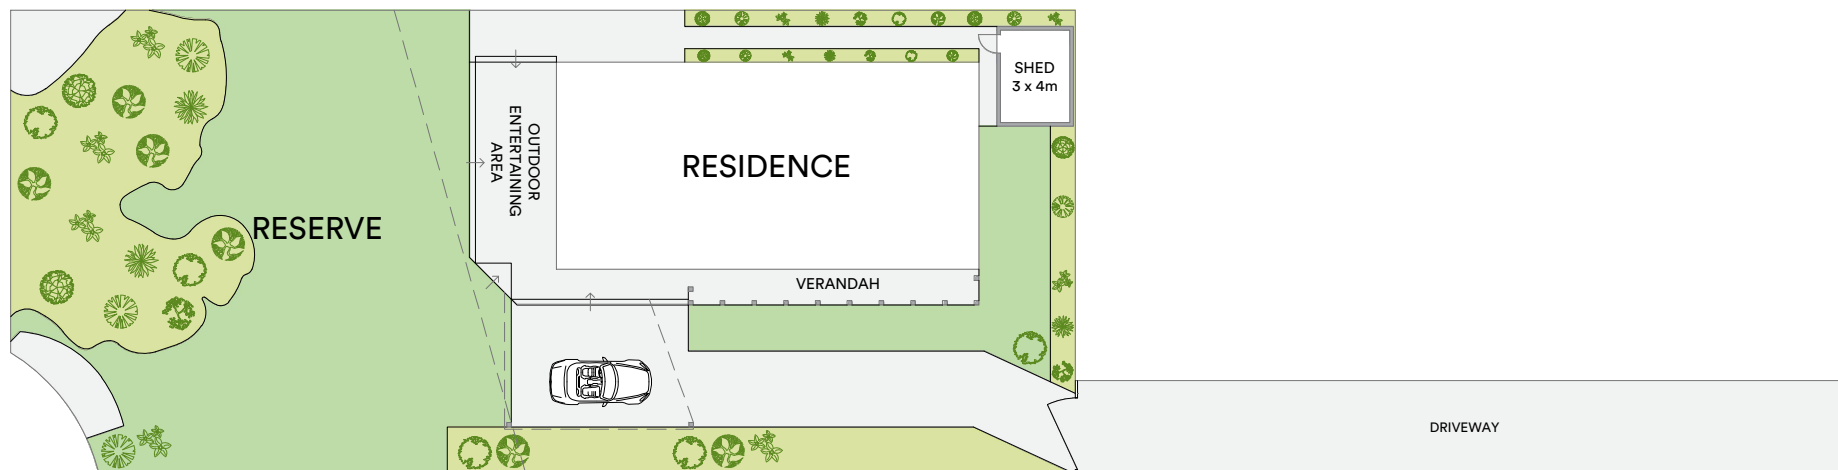 SHED
3 x 4m
OUTDOOR
ENTERTAINING
AREA
RESIDENCE
RESERVE
VERANDAH
DRIVEWAY